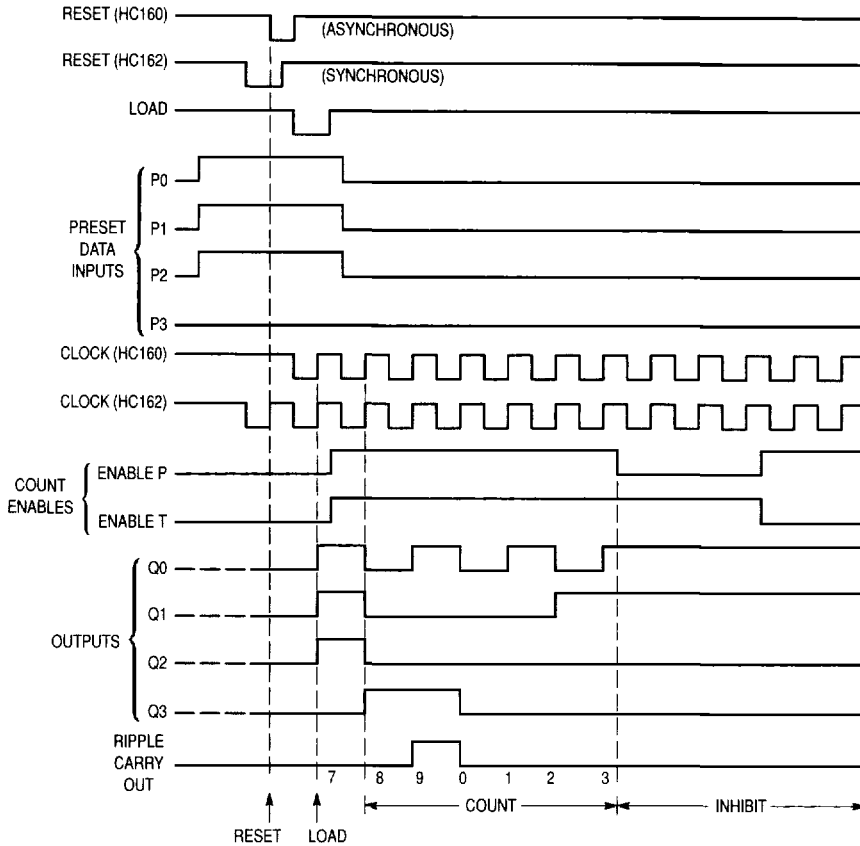 RESET (HC160)
(ASYNCHRONOUS)
RESET (HC162)
(SYNCHRONOUS)
LOAD
P0
P1
PRESET
DATA
INPUTS
P2
P3
CLOCK (HC160)
CLOCK (HC162)
ENABLE P
COUNT
ENABLES
ENABLE T
Q0
Q1
OUTPUTS
Q2
Q3
RIPPLE
CARRY
OUT
7 8 9 0 1 2 3
COUNT INHIBIT
RESET LOAD